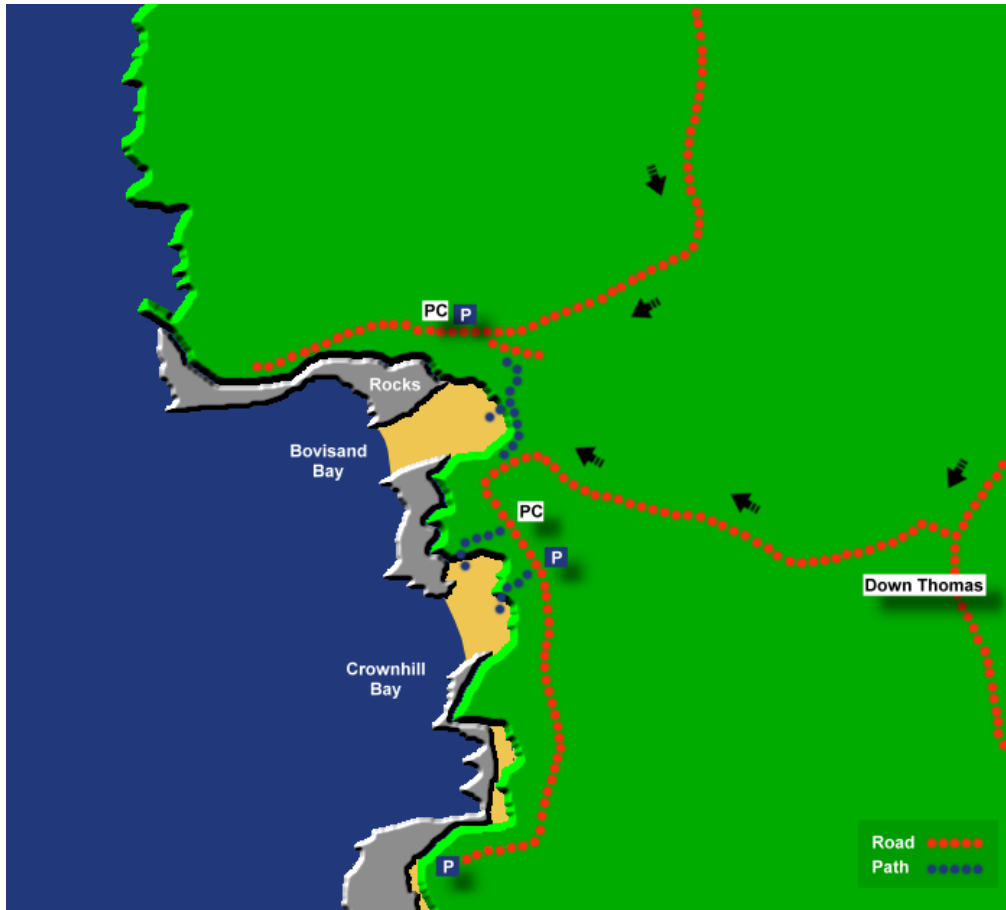 PC P
Rocks
Bovisand
Bay
PC
P
Down Thomas
Crownhill
Bay
Road
P
Path